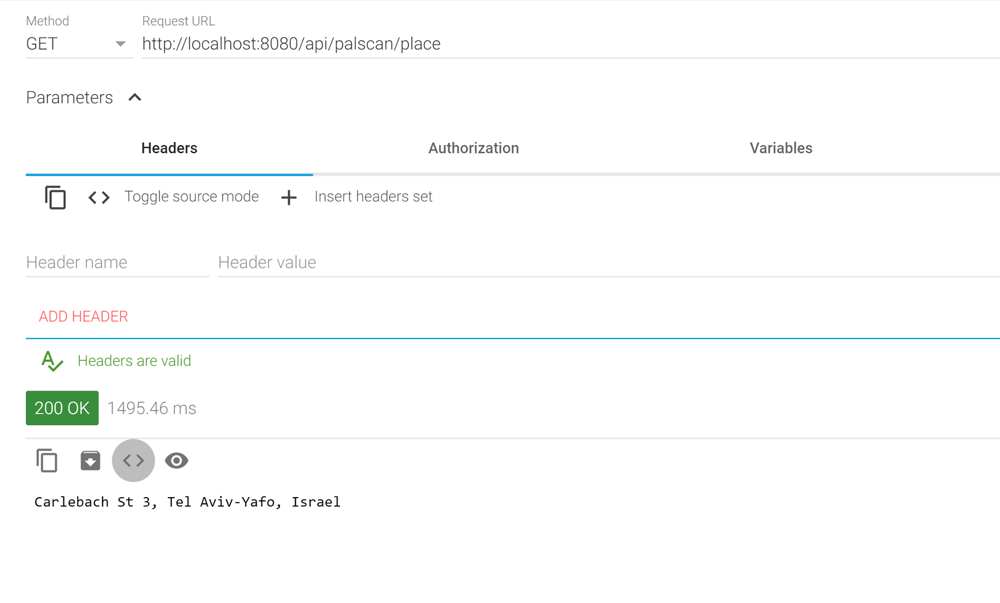 Method Request URL
GET http://localhost:8080/api/palscan/place
Parameters
Headers Authorization Variables
Toggle source mode Insert headers set
Header name Header value
ADD HEADER
Headers are valid
200 OK 1495.46 ms
Carlebach St 3, Tel Aviv-Yafo, Israel